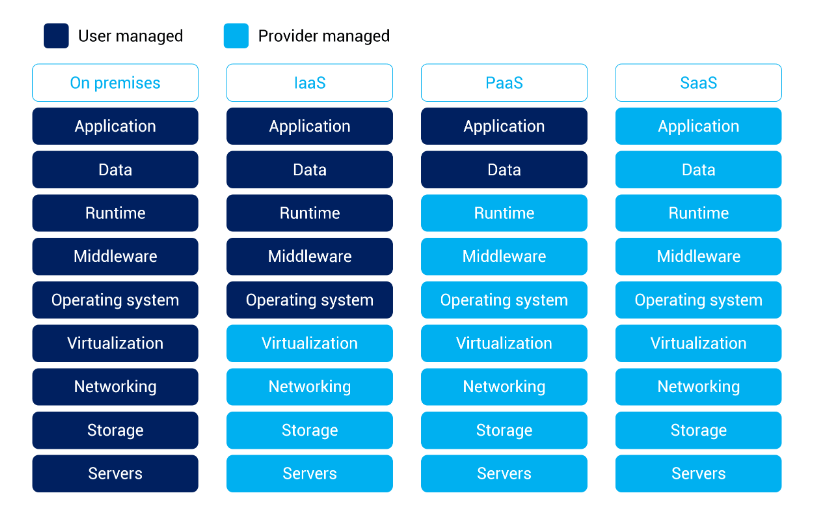 User managed Provider managed
On premises IaaS PaaS SaaS
Application Application Application Application
Data Data Data Data
Runtime Runtime Runtime Runtime
Middleware Middleware Middleware Middleware
Operating system Operating system Operating system Operating system
Virtualization Virtualization Virtualization Virtualization
Networking Networking Networking Networking
Storage Storage Storage Storage
Servers Servers Servers Servers